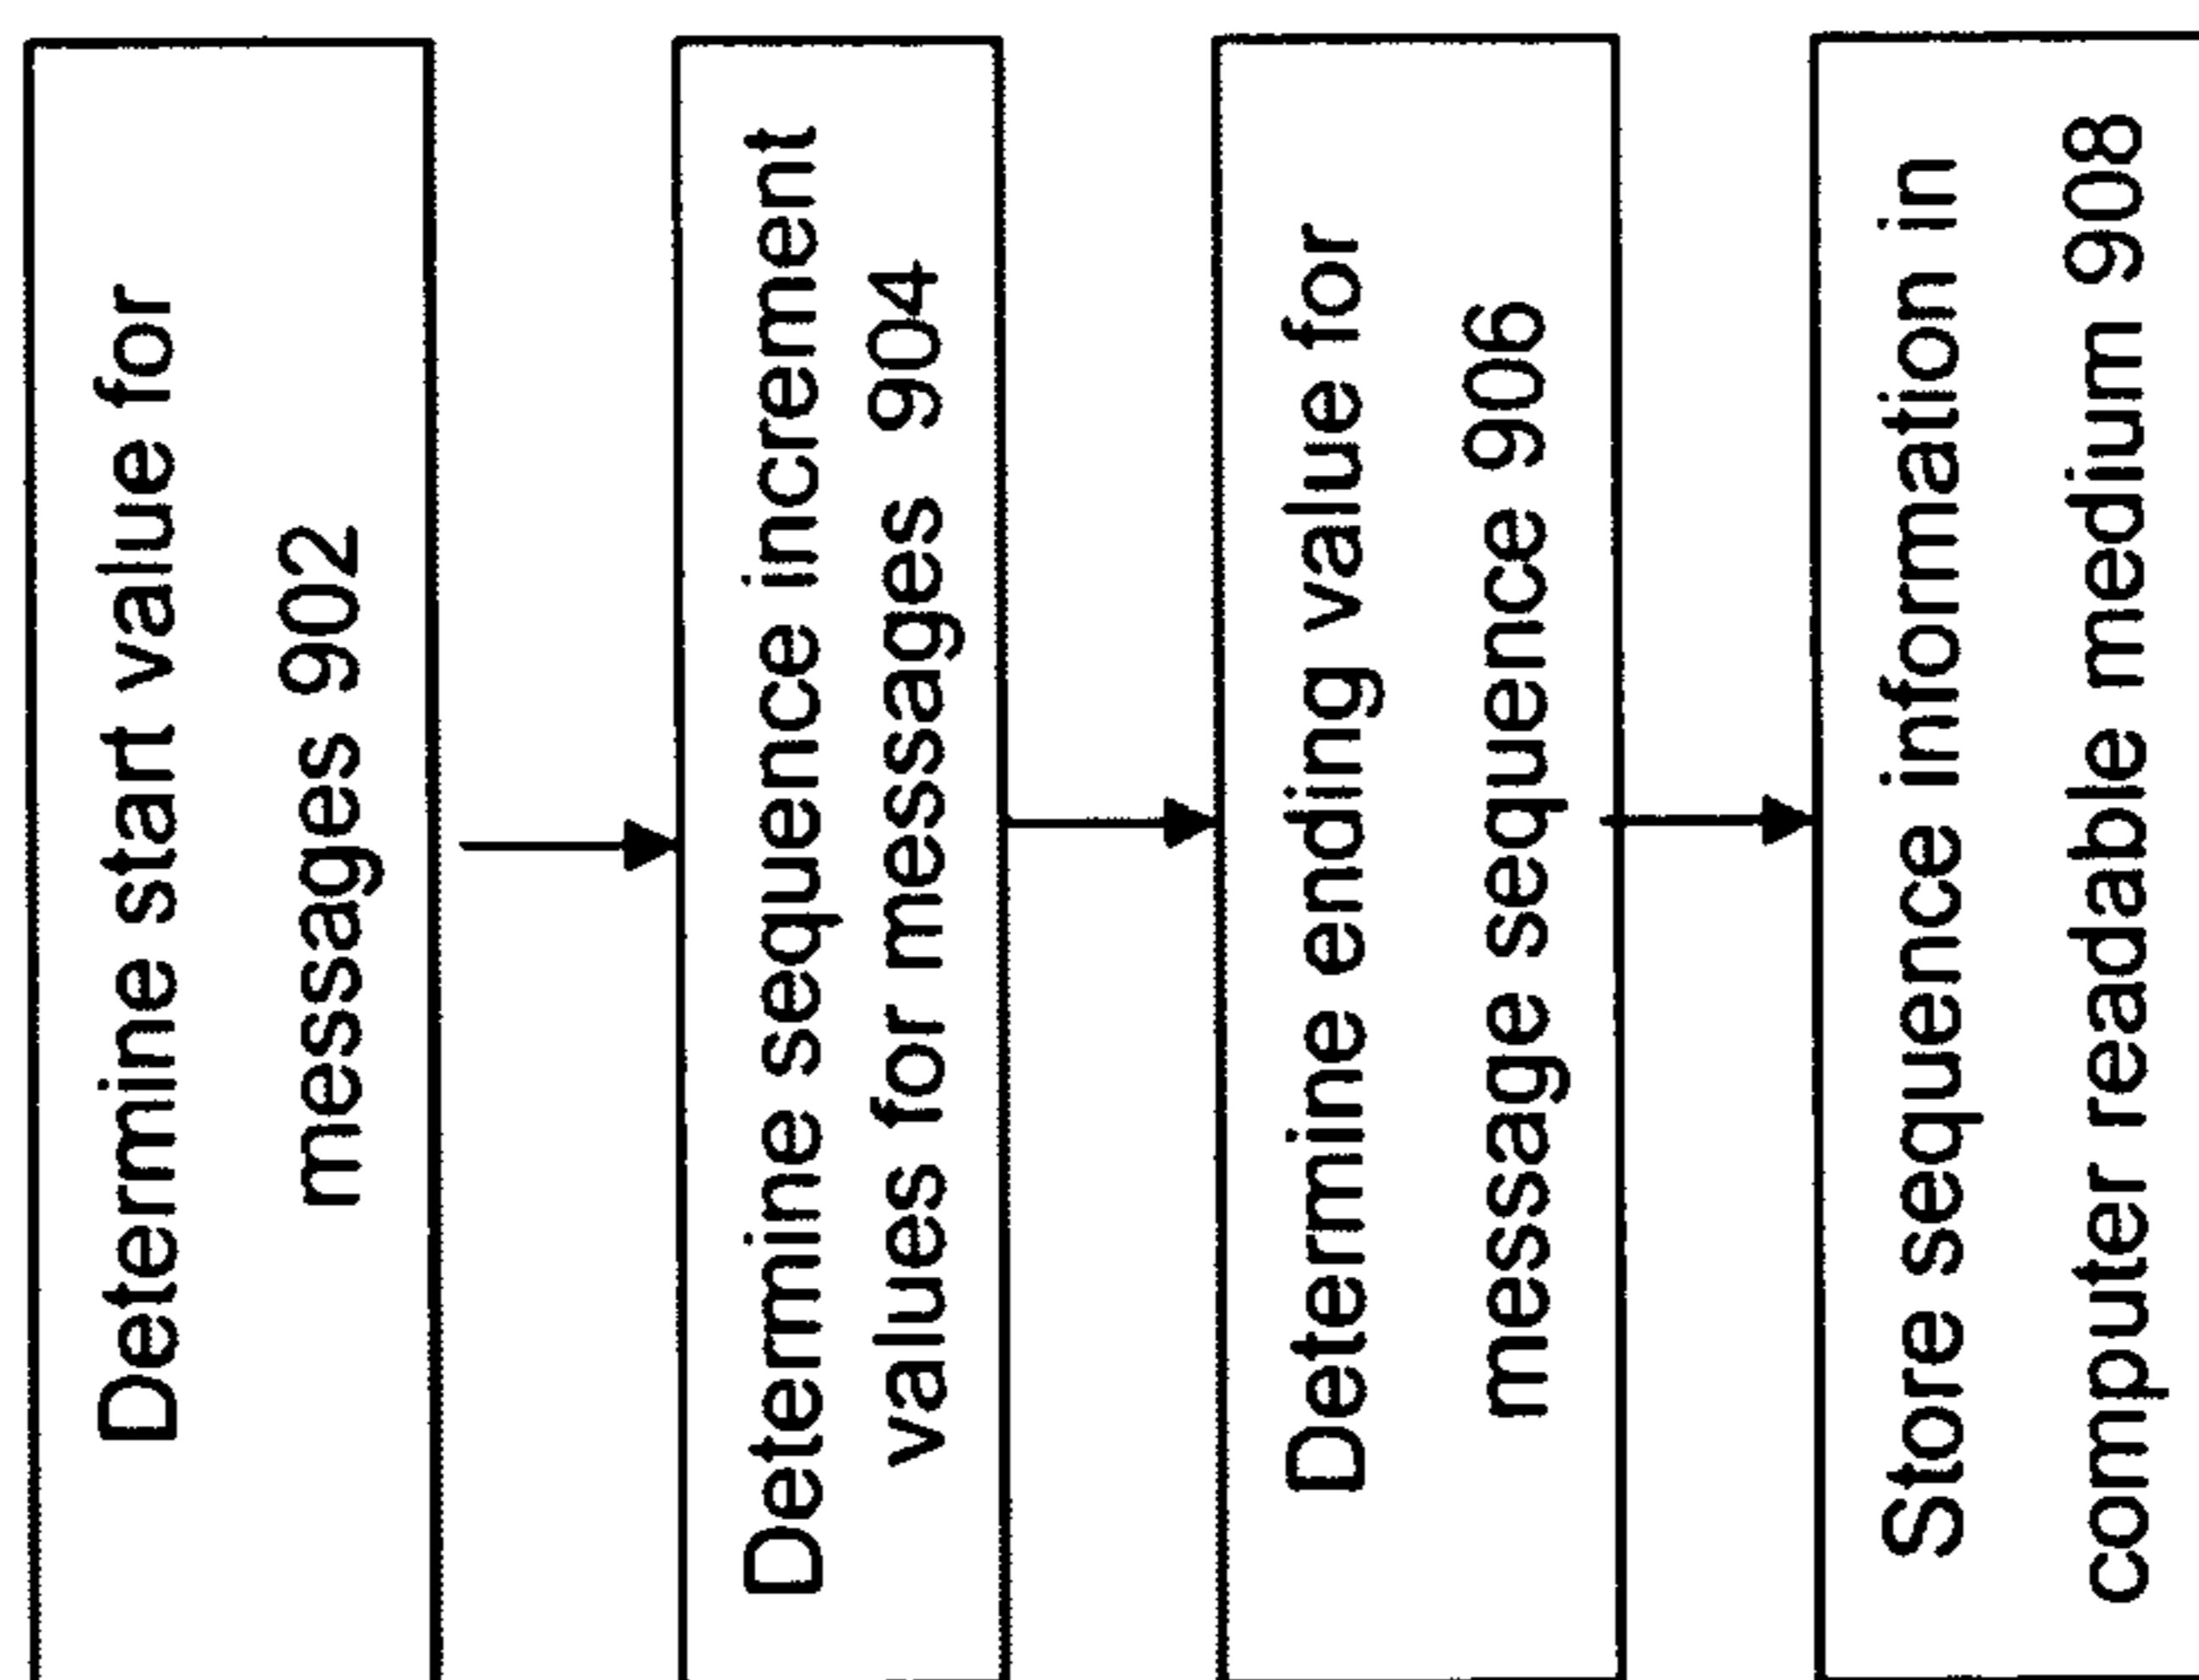 Determine start value for
messages 902
Determine sequence increment
values for messages 904
Determine ending value for
message sequence 906
Store sequence information in
computer readable medium 908